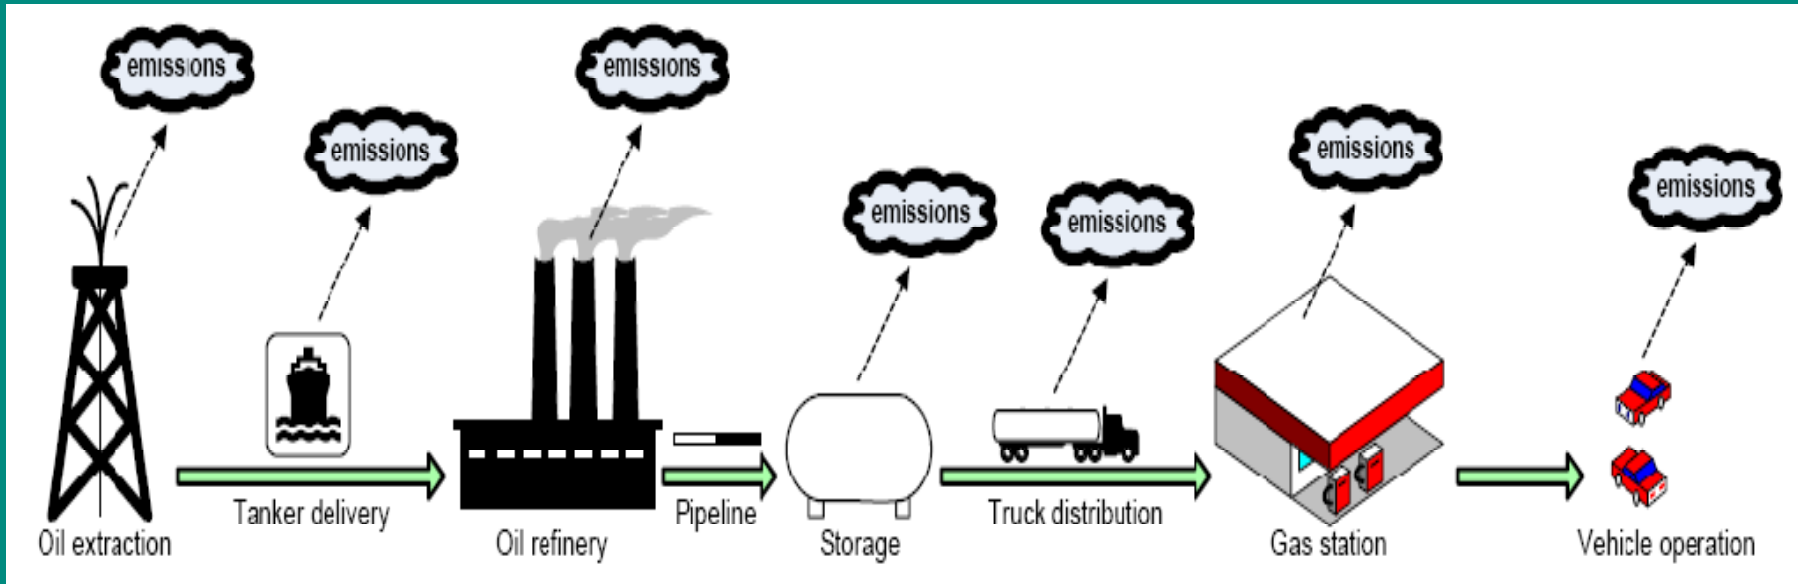 emissions
emissions
emissions
emissions
emissions
emissions
emissions
Oil extraction
Tanker delivery
Oil refinery
Pipeline
Storage
Truck distribution
Gas station
Vehicle operation